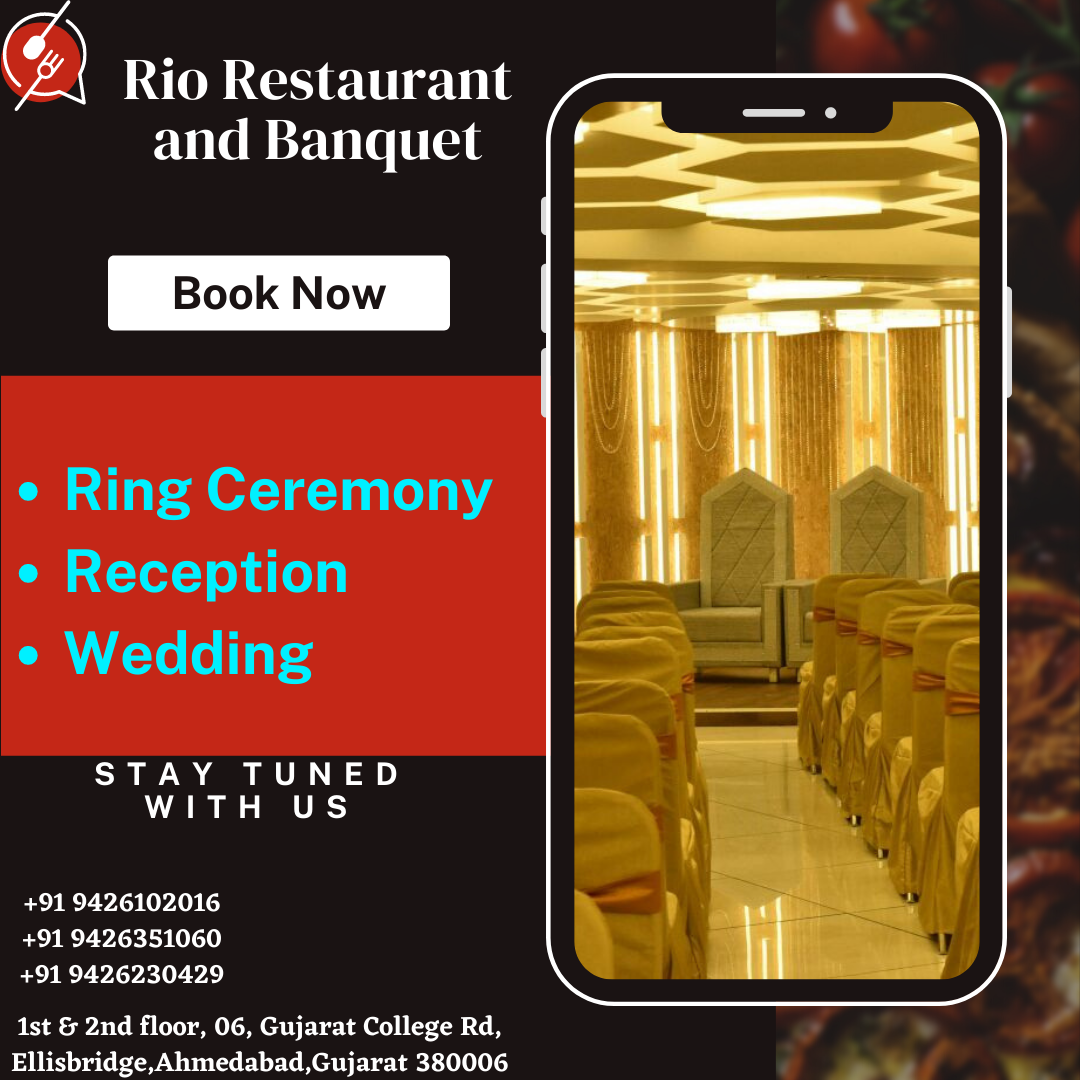 Rio Restaurant
and Banquet
Book Now
• Ring Ceremony
• Reception
• Wedding
STAY TUNED
WITH US
+91 9426102016
+91 9426351060
+91 9426230429
1st & 2nd floor, 06, Gujarat College Rd,
Ellisbridge,Ahmedabad,Gujarat 380006